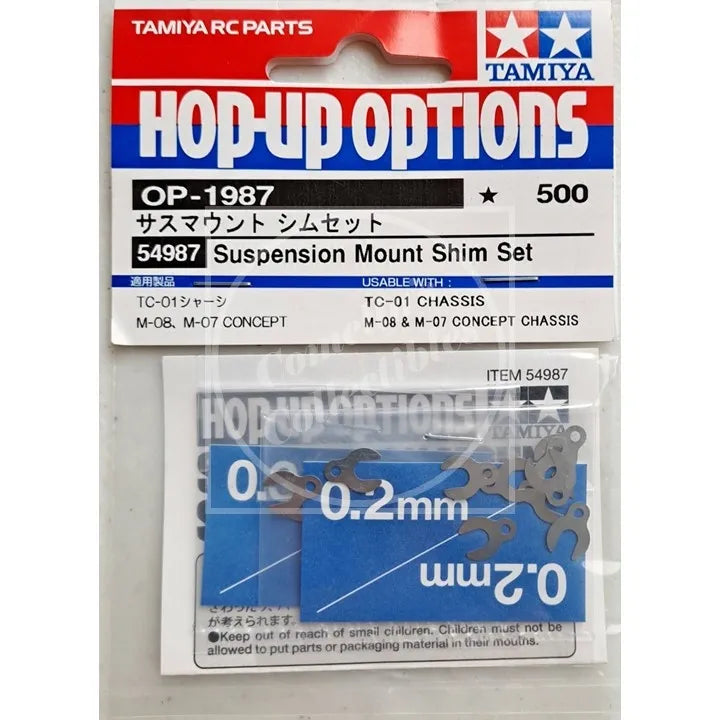 TAMIYA RC PARTS
TAMIYA
HOP-UP OPTIONS
OP-1987 ★ 500
サスマウント シムセット
54987 Suspension Mount Shim Set
適用製品 USABLE WITH :
TC-01シャーシ TC-01 CHASSIS
M-08、M-07 CONCEPT M-08 & M-07 CONCEPT CHASSIS
ITEM 54987
HOP-UP OPTIONS
TAMIYA
0.2mm
0.2mm
が考えられます。
●Keep out of reach of small children. Children must not be
allowed to put parts or packaging material in their mouths.